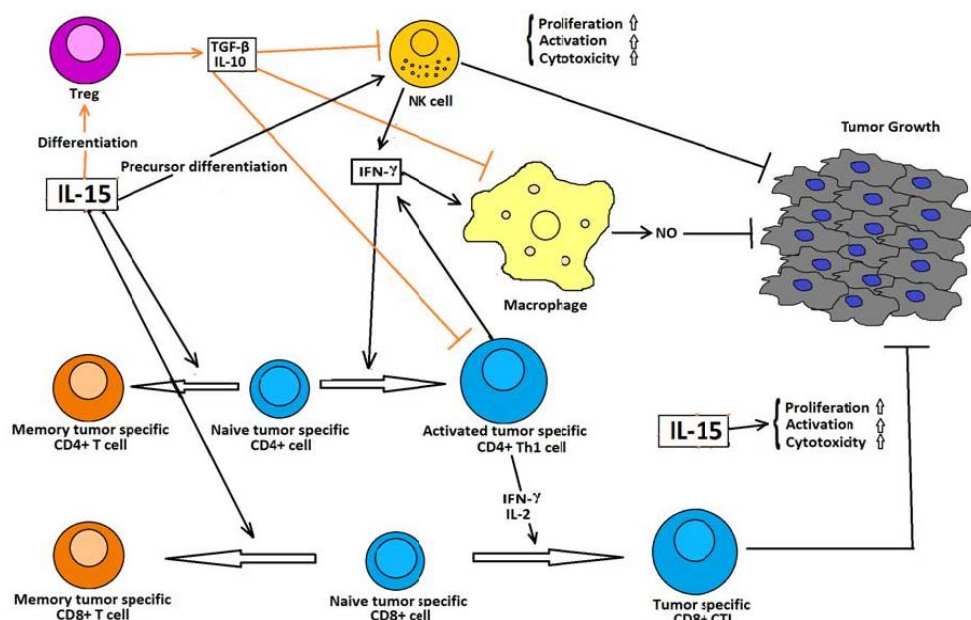 Proliferation ⇧
Activation ⇧
Cytotoxicity ⇧
TGF-β
IL-10
Treg
NK cell
Tumor Growth
Differentiation
Precursor differentiation
IFN-γ
IL-15
NO
Macrophage
Memory tumor specific
CD4+ T cell
Naive tumor specific
CD4+ cell
Activated tumor specific
CD4+ Th1 cell
IL-15
Proliferation ⇧
Activation ⇧
Cytotoxicity ⇧
IFN-γ
IL-2
Memory tumor specific
CD8+ T cell
Naive tumor specific
CD8+ cell
Tumor specific
CD8+ CTL